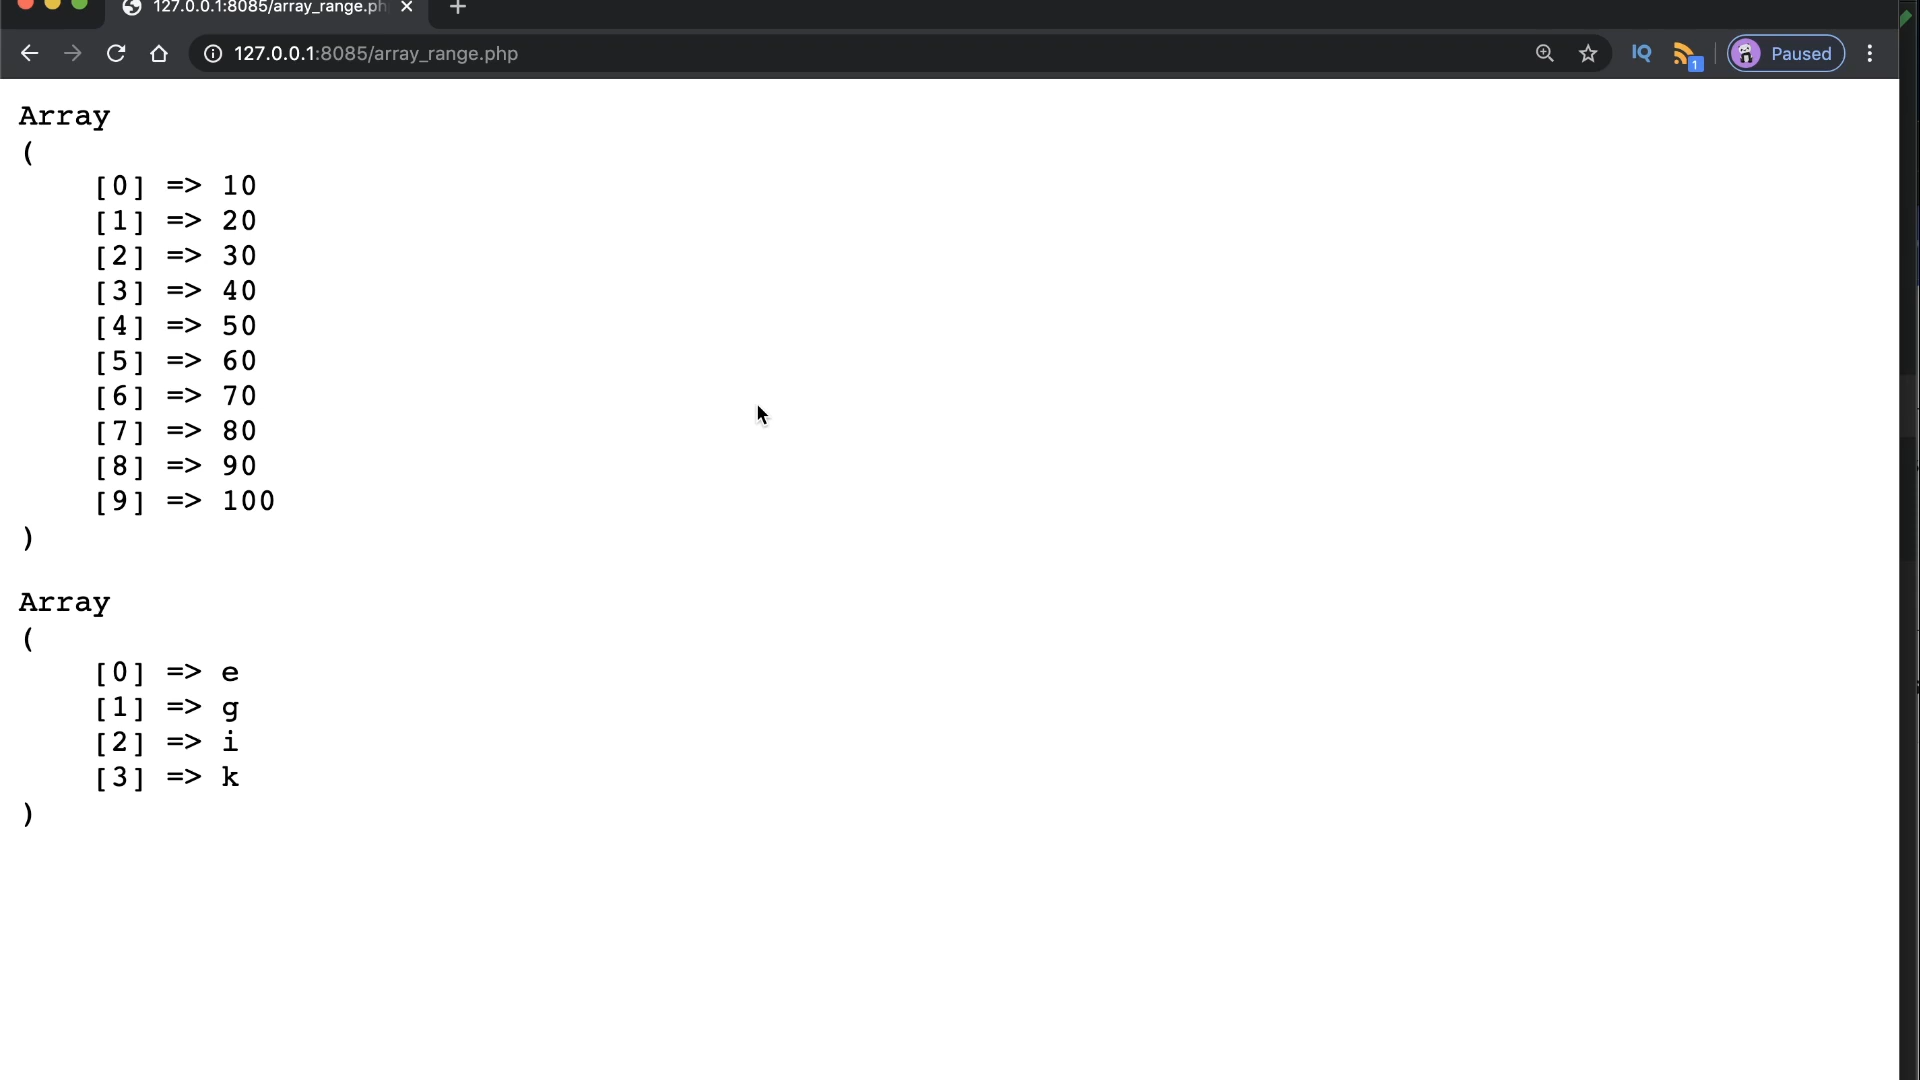 127.0.0.1:8085/array_range.ph
127.0.0.1:8085/array_range.php
IQ
1
Paused
Array
(
[0] => 10
[1] => 20
[2] => 30
[3] => 40
[4] => 50
[5] => 60
[6] => 70
[7] => 80
[8] => 90
[9] => 100
)
Array
(
[0] => e
[1] => g
[2] => i
[3] => k
)